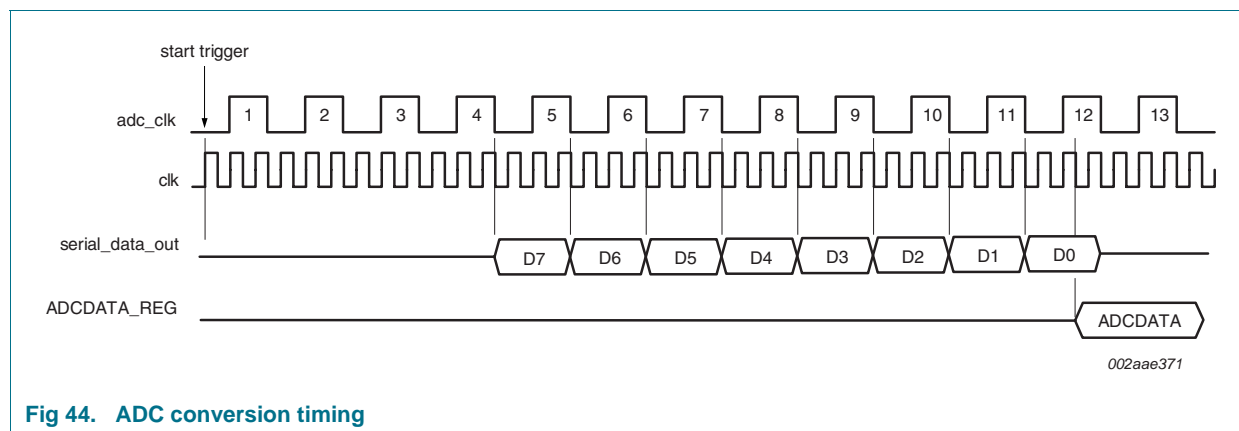 start trigger
adc_clk
1 2 3 4 5 6 7 8 9 10 11 12 13
clk
serial_data_out
D7 D6 D5 D4 D3 D2 D1 D0
ADCDATA_REG
ADCDATA
002aae371
Fig 44. ADC conversion timing